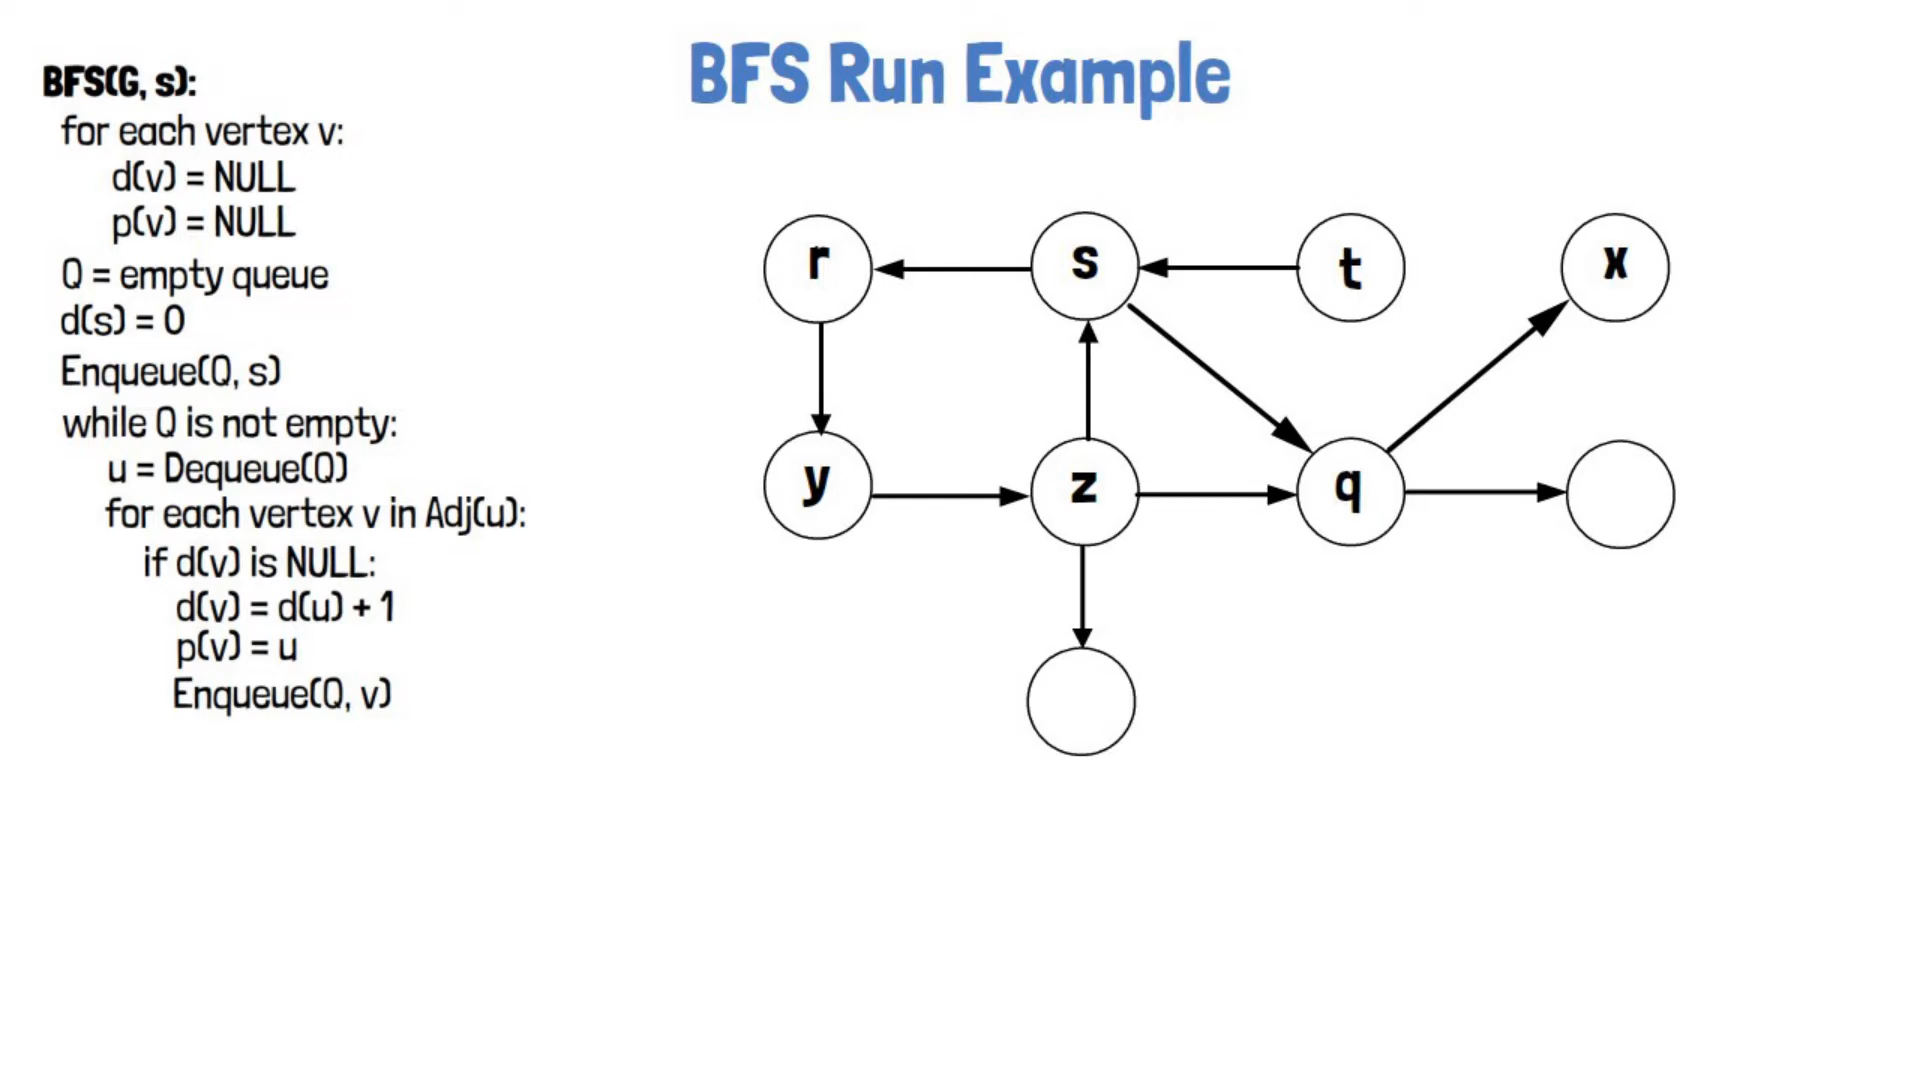 BFS Run Example
BFS(G, s):
for each vertex v:
d(v) = NULL
p(v) = NULL
Q = empty queue
d(s) = 0
Enqueue(Q, s)
while Q is not empty:
u = Dequeue(Q)
for each vertex v in Adj(u):
if d(v) is NULL:
d(v) = d(u) + 1
p(v) = u
Enqueue(Q, v)
r
s
t
x
y
z
q